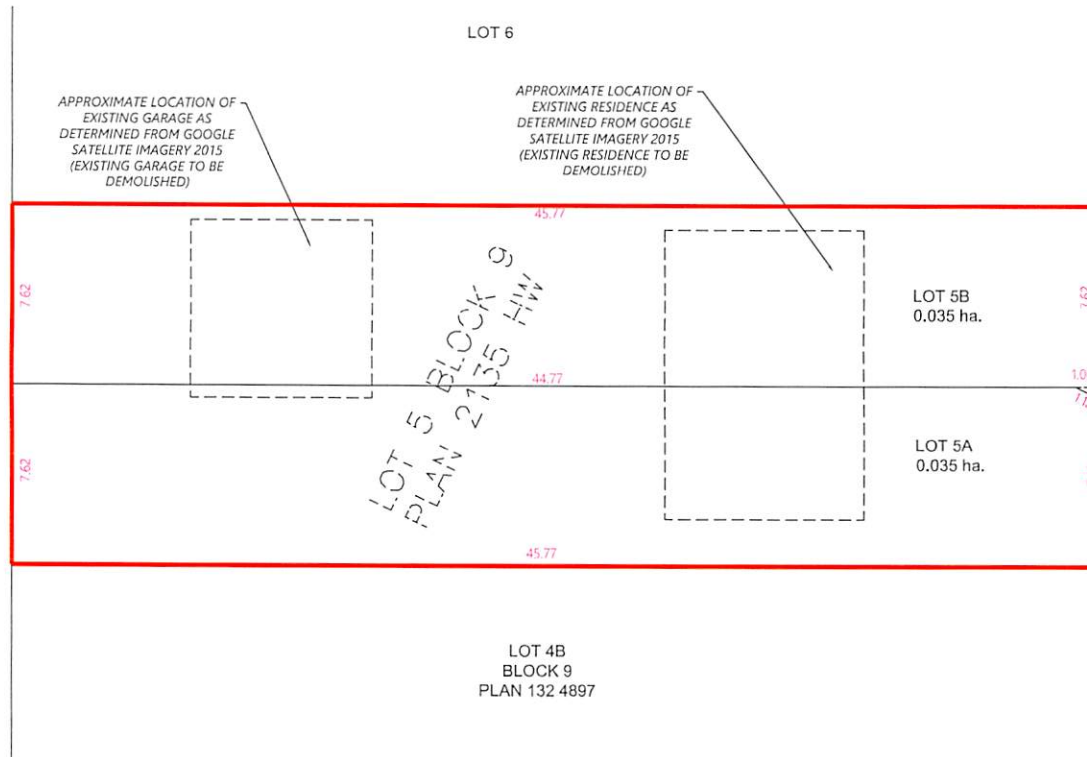 LOT 6
APPROXIMATE LOCATION OF
EXISTING GARAGE AS
DETERMINED FROM GOOGLE
SATELLITE IMAGERY 2015
(EXISTING GARAGE TO BE
DEMOLISHED)
APPROXIMATE LOCATION OF
EXISTING RESIDENCE AS
DETERMINED FROM GOOGLE
SATELLITE IMAGERY 2015
(EXISTING RESIDENCE TO BE
DEMOLISHED)
45.77
7.62
LOT 5 BLOCK 9
PLAN 2135 HW
LOT 5B
0.035 ha.
7.62
44.77
1.0
7.62
LOT 5A
0.035 ha.
45.77
LOT 4B
BLOCK 9
PLAN 132 4897